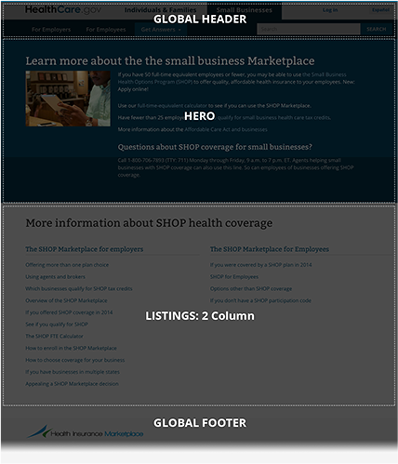 HealthCare.gov Individuals & Families Small Businesses
GLOBAL HEADER
For Employers For Employees Get Answers Search SEARCH
Learn more about the the small business Marketplace
If you have 50 full-time equivalent employees or fewer, you may be able to use the Small Business
Health Options Program (SHOP) to offer quality, affordable health insurance to your employees. New:
Apply online!
Use our full-time equivalent calculator to see if you can use the SHOP Marketplace.
Have fewer than 25 employ qualify for small business health care tax credits.
HERO
More information about the Affordable Care Act and businesses
Questions about SHOP coverage for small businesses?
Call 1-800-706-7893 (TTY: 711) Monday through Friday, 9 a.m. to 7 p.m. ET. Agents helping small
businesses with SHOP coverage can also use this line. So can employees of businesses offering SHOP
coverage.
More information about SHOP health coverage
The SHOP Marketplace for employers
Offering more than one plan choice
Using agents and brokers
Which businesses qualify for SHOP tax credits
Overview of the SHOP Marketplace
If you offered SHOP coverage in 2014
See if you qualify for SHOP
The SHOP FTE Calculator
How to enroll in the SHOP Marketplace
How to choose coverage for your business
If you have businesses in multiple states
Appealing a SHOP Marketplace decision
The SHOP Marketplace for Employees
If you were covered by a SHOP plan in 2014
SHOP for Employees
Options other than SHOP coverage
If you don't have a SHOP participation code
LISTINGS: 2 Column
GLOBAL FOOTER
Health Insurance Marketplace